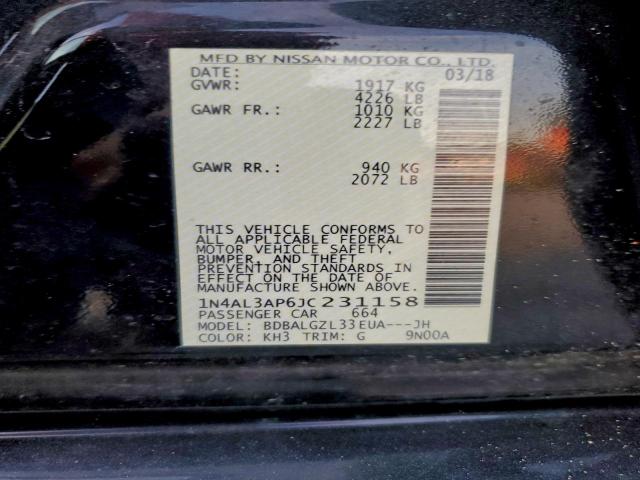 MFD BY NISSAN MOTOR CO., LTD.
DATE: 03/18
GVWR: 1917 KG
4226 LB
GAWR FR.: 1010 KG
2227 LB
GAWR RR.: 940 KG
2072 LB
THIS VEHICLE CONFORMS TO
ALL APPLICABLE FEDERAL
MOTOR VEHICLE SAFETY,
BUMPER, AND THEFT
PREVENTION STANDARDS IN
EFFECT ON THE DATE OF
MANUFACTURE SHOWN ABOVE.
1N4AL3AP6JC231158
PASSENGER CAR 664
MODEL: BDBALGZL33EUA---JH
COLOR: KH3 TRIM: G 9N00A